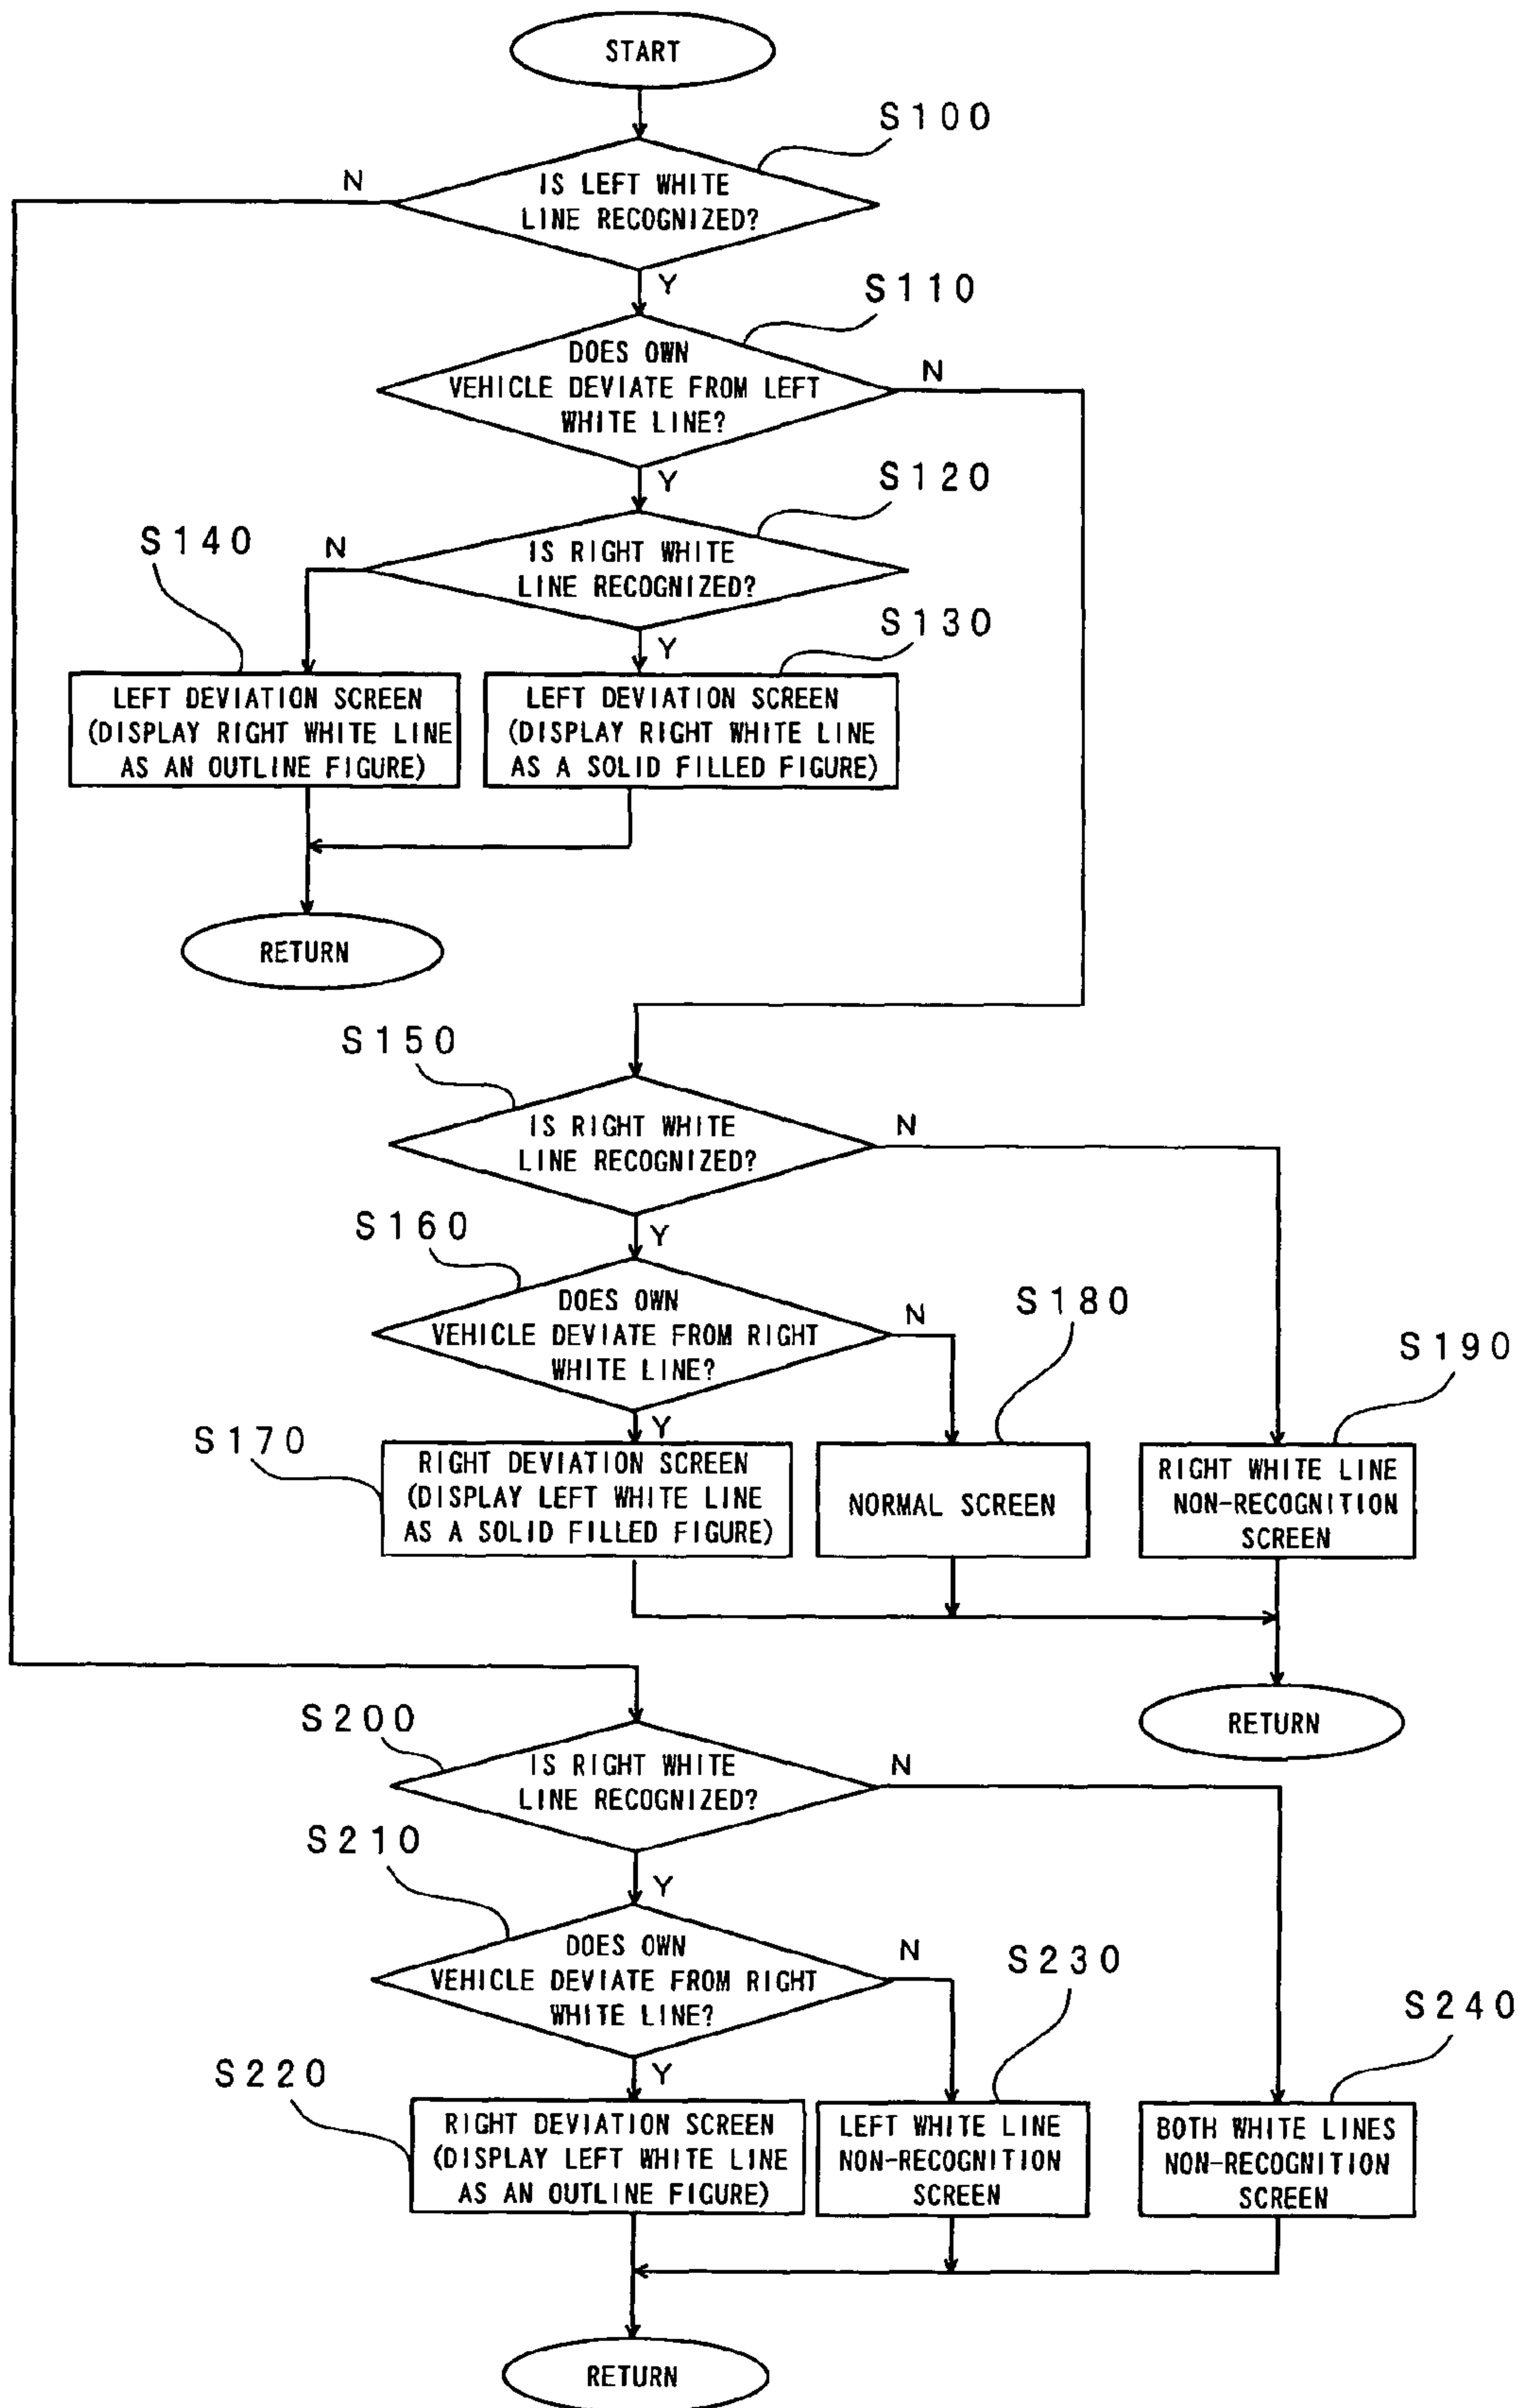 START
S100
N
IS LEFT WHITE
LINE RECOGNIZED?
Y
S110
DOES OWN
VEHICLE DEVIATE FROM LEFT
WHITE LINE?
N
Y
S120
S140
N
IS RIGHT WHITE
LINE RECOGNIZED?
Y
S130
LEFT DEVIATION SCREEN
(DISPLAY RIGHT WHITE LINE
AS AN OUTLINE FIGURE)
LEFT DEVIATION SCREEN
(DISPLAY RIGHT WHITE LINE
AS A SOLID FILLED FIGURE)
RETURN
S150
IS RIGHT WHITE
LINE RECOGNIZED?
N
Y
S160
DOES OWN
VEHICLE DEVIATE FROM RIGHT
WHITE LINE?
N
S180
S190
Y
S170
RIGHT DEVIATION SCREEN
(DISPLAY LEFT WHITE LINE
AS A SOLID FILLED FIGURE)
NORMAL SCREEN
RIGHT WHITE LINE
NON-RECOGNITION
SCREEN
RETURN
S200
IS RIGHT WHITE
LINE RECOGNIZED?
N
Y
S210
DOES OWN
VEHICLE DEVIATE FROM RIGHT
WHITE LINE?
N
S230
S240
Y
S220
RIGHT DEVIATION SCREEN
(DISPLAY LEFT WHITE LINE
AS AN OUTLINE FIGURE)
LEFT WHITE LINE
NON-RECOGNITION
SCREEN
BOTH WHITE LINES
NON-RECOGNITION
SCREEN
RETURN